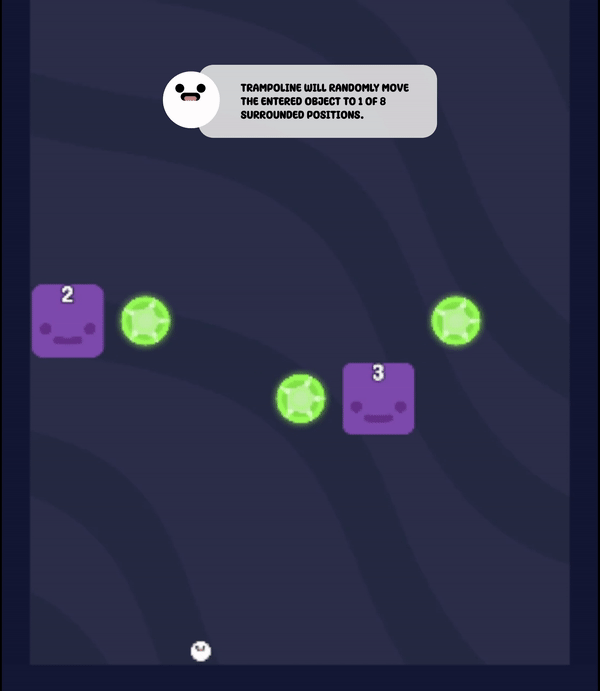 TRAMPOLINE WILL RANDOMLY MOVE
THE ENTERED OBJECT TO 1 OF 8
SURROUNDED POSITIONS.
2
3